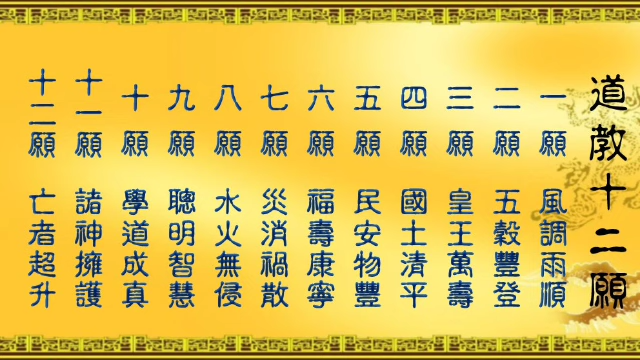 道教十二願
一願 風調雨順
二願 五穀豐登
三願 皇王萬壽
四願 國土清平
五願 民安物豐
六願 福壽康寧
七願 災消禍散
八願 水火無侵
九願 聰明智慧
十願 學道成真
十一願 諸神擁護
十二願 亡者超升